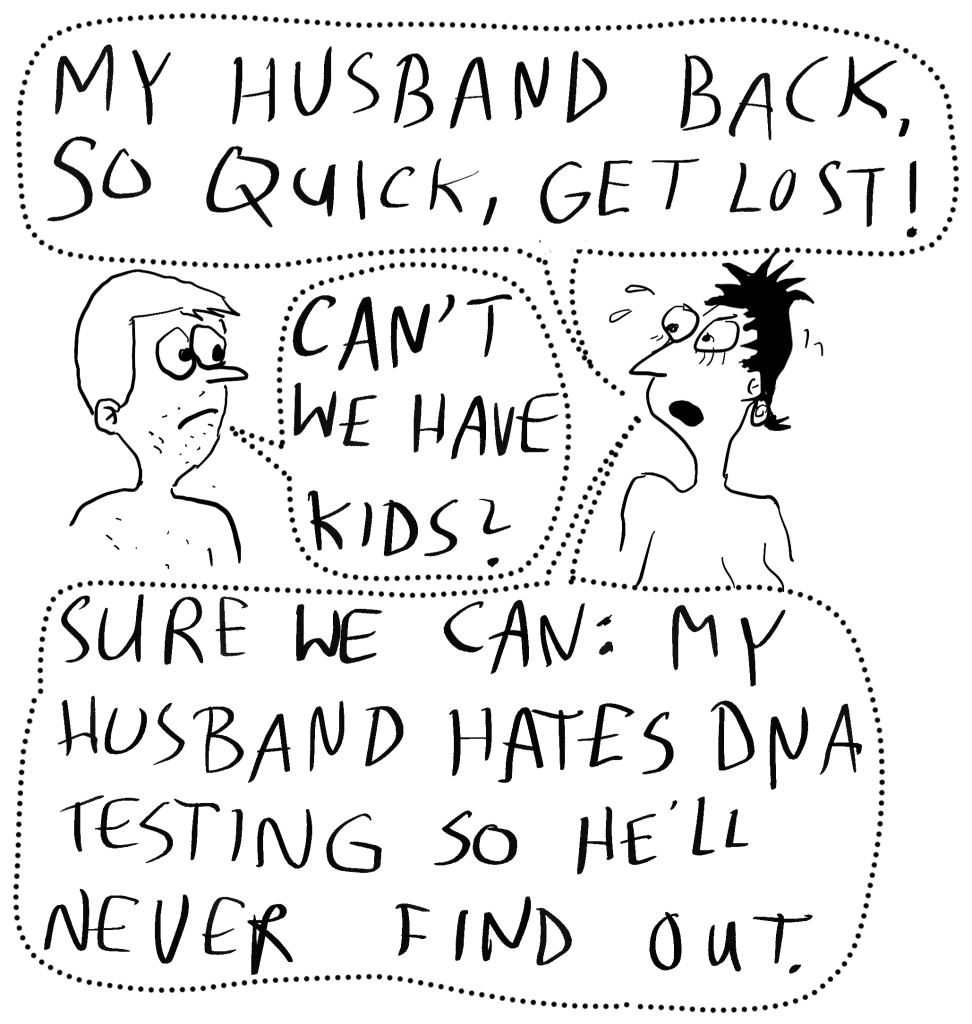 MY HUSBAND BACK,
SO QUICK, GET LOST!
CAN'T
WE HAVE
KIDS?
SURE WE CAN: MY
HUSBAND HATES DNA
TESTING SO HE'LL
NEVER FIND OUT.